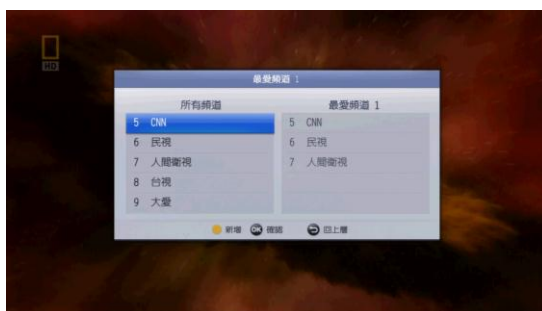 HD
最愛頻道 1
所有頻道
最愛頻道 1
5 CNN
6 民視
7 人間衛視
8 台視
9 大愛
5 CNN
6 民視
7 人間衛視
新增 OK 確認 回上層